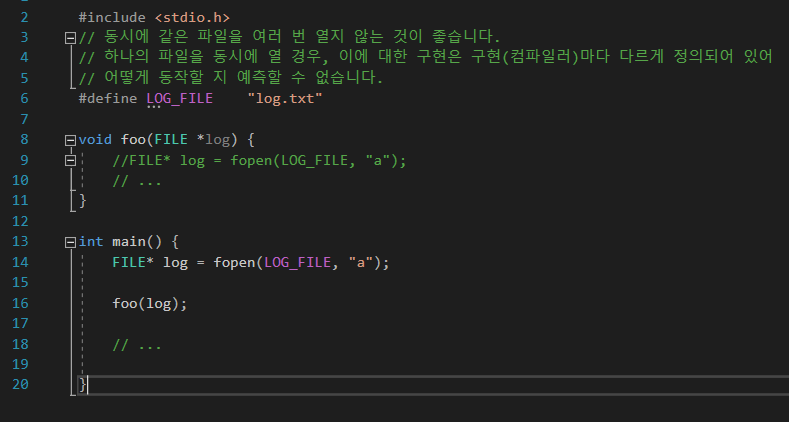 2 #include <stdio.h>
3 // 동시에 같은 파일을 여러 번 열지 않는 것이 좋습니다.
4 // 하나의 파일을 동시에 열 경우, 이에 대한 구현은 구현(컴파일러)마다 다르게 정의되어 있어
5 // 어떻게 동작할 지 예측할 수 없습니다.
6 #define LOG_FILE    "log.txt"
7
8 void foo(FILE *log) {
9     //FILE* log = fopen(LOG_FILE, "a");
10     // ...
11 }
12
13 int main() {
14     FILE* log = fopen(LOG_FILE, "a");
15
16     foo(log);
17
18     // ...
19
20 }